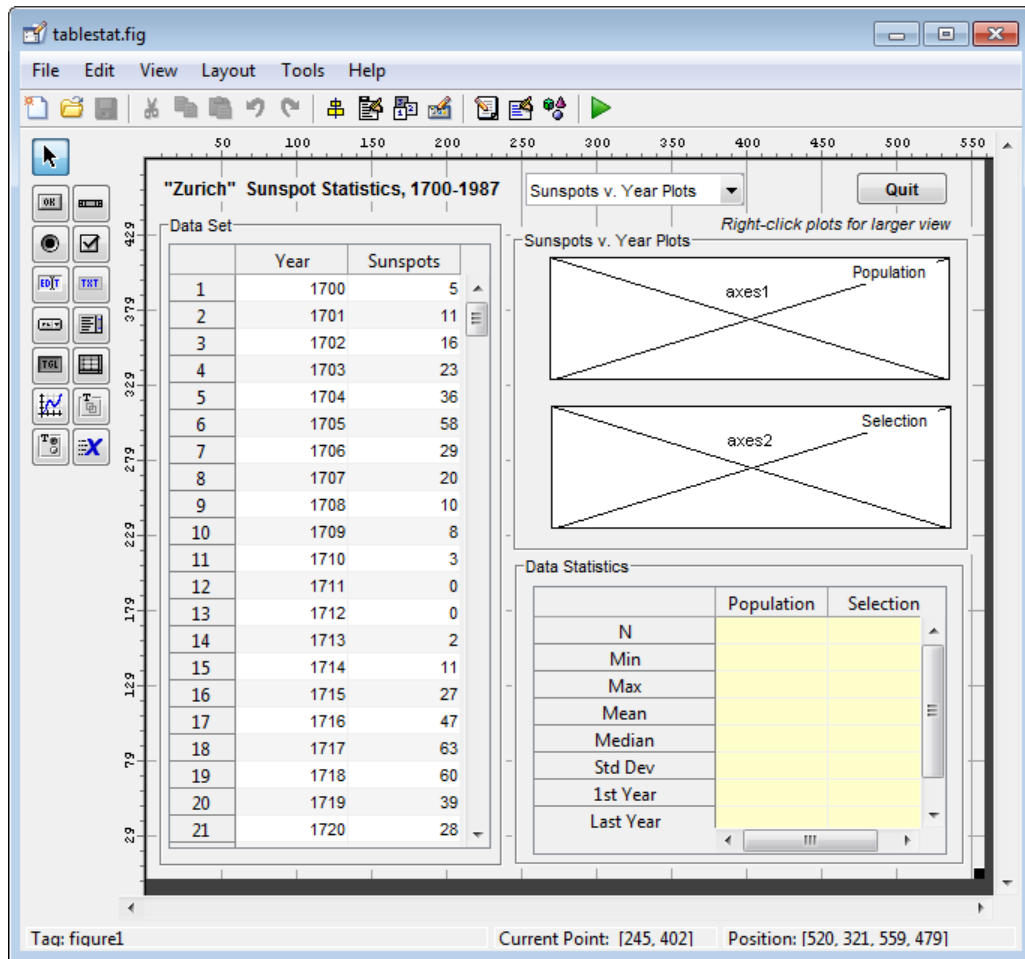 tablestat.fig
File Edit View Layout Tools Help
50 100 150 200 250 300 350 400 450 500 550
"Zurich" Sunspot Statistics, 1700-1987
Sunspots v. Year Plots
Quit
Right-click plots for larger view
OK
EDIT TXT
TGL
429
379
329
279
229
179
129
79
29
Data Set
Year Sunspots
1 1700 5
2 1701 11
3 1702 16
4 1703 23
5 1704 36
6 1705 58
7 1706 29
8 1707 20
9 1708 10
10 1709 8
11 1710 3
12 1711 0
13 1712 0
14 1713 2
15 1714 11
16 1715 27
17 1716 47
18 1717 63
19 1718 60
20 1719 39
21 1720 28
Sunspots v. Year Plots
Population
axes1
Selection
axes2
Data Statistics
Population Selection
N
Min
Max
Mean
Median
Std Dev
1st Year
Last Year
Tag: figure1
Current Point: [245, 402]
Position: [520, 321, 559, 479]